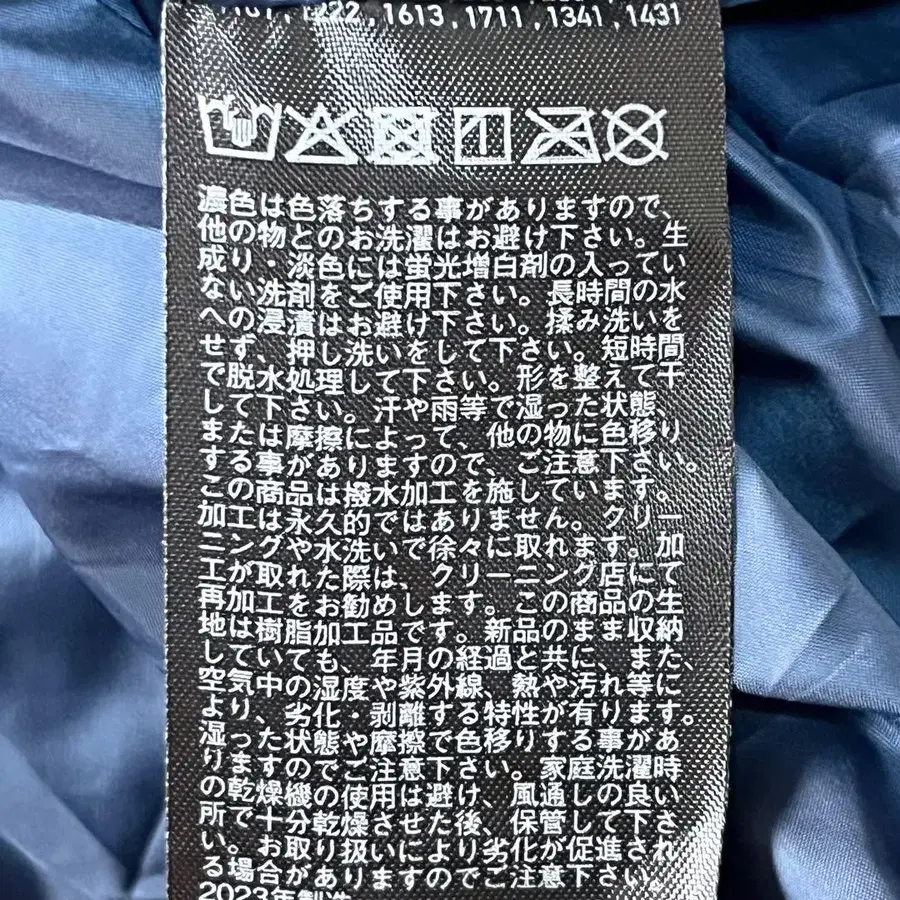 1222,1613,1711,1341,1431
濃色は色落ちする事がありますので、
他の物とのお洗濯はお避け下さい。生
成り・淡色には蛍光増白剤の入ってい
ない洗剤をご使用下さい。長時間の水
への浸漬はお避け下さい。揉み洗いを
せず、押し洗いをして下さい。短時間
で脱水処理して下さい。形を整えて干
して下さい。汗や雨等で湿った状態、
または摩擦によって、他の物に色移り
する事がありますので、ご注意下さい。
この商品は撥水加工を施しています。
加工は永久的ではありません。クリー
ニングや水洗いで徐々に取れます。加
工が取れた際は、クリーニング店にて
再加工をお勧めします。この商品の生
地は樹脂加工品です。新品のまま収納
していても、年月の経過と共に、また、
空気中の湿度や紫外線、熱や汚れ等に
より、劣化・剥離する特性が有ります。
湿った状態や摩擦で色移りする事があ
りますのでご注意下さい。家庭洗濯時
の乾燥機の使用は避け、風通しの良い
所で十分乾燥させた後、保管して下さ
い。お取り扱いにより劣化が促進され
る場合がありますのでご注意下さい。
2023年製造